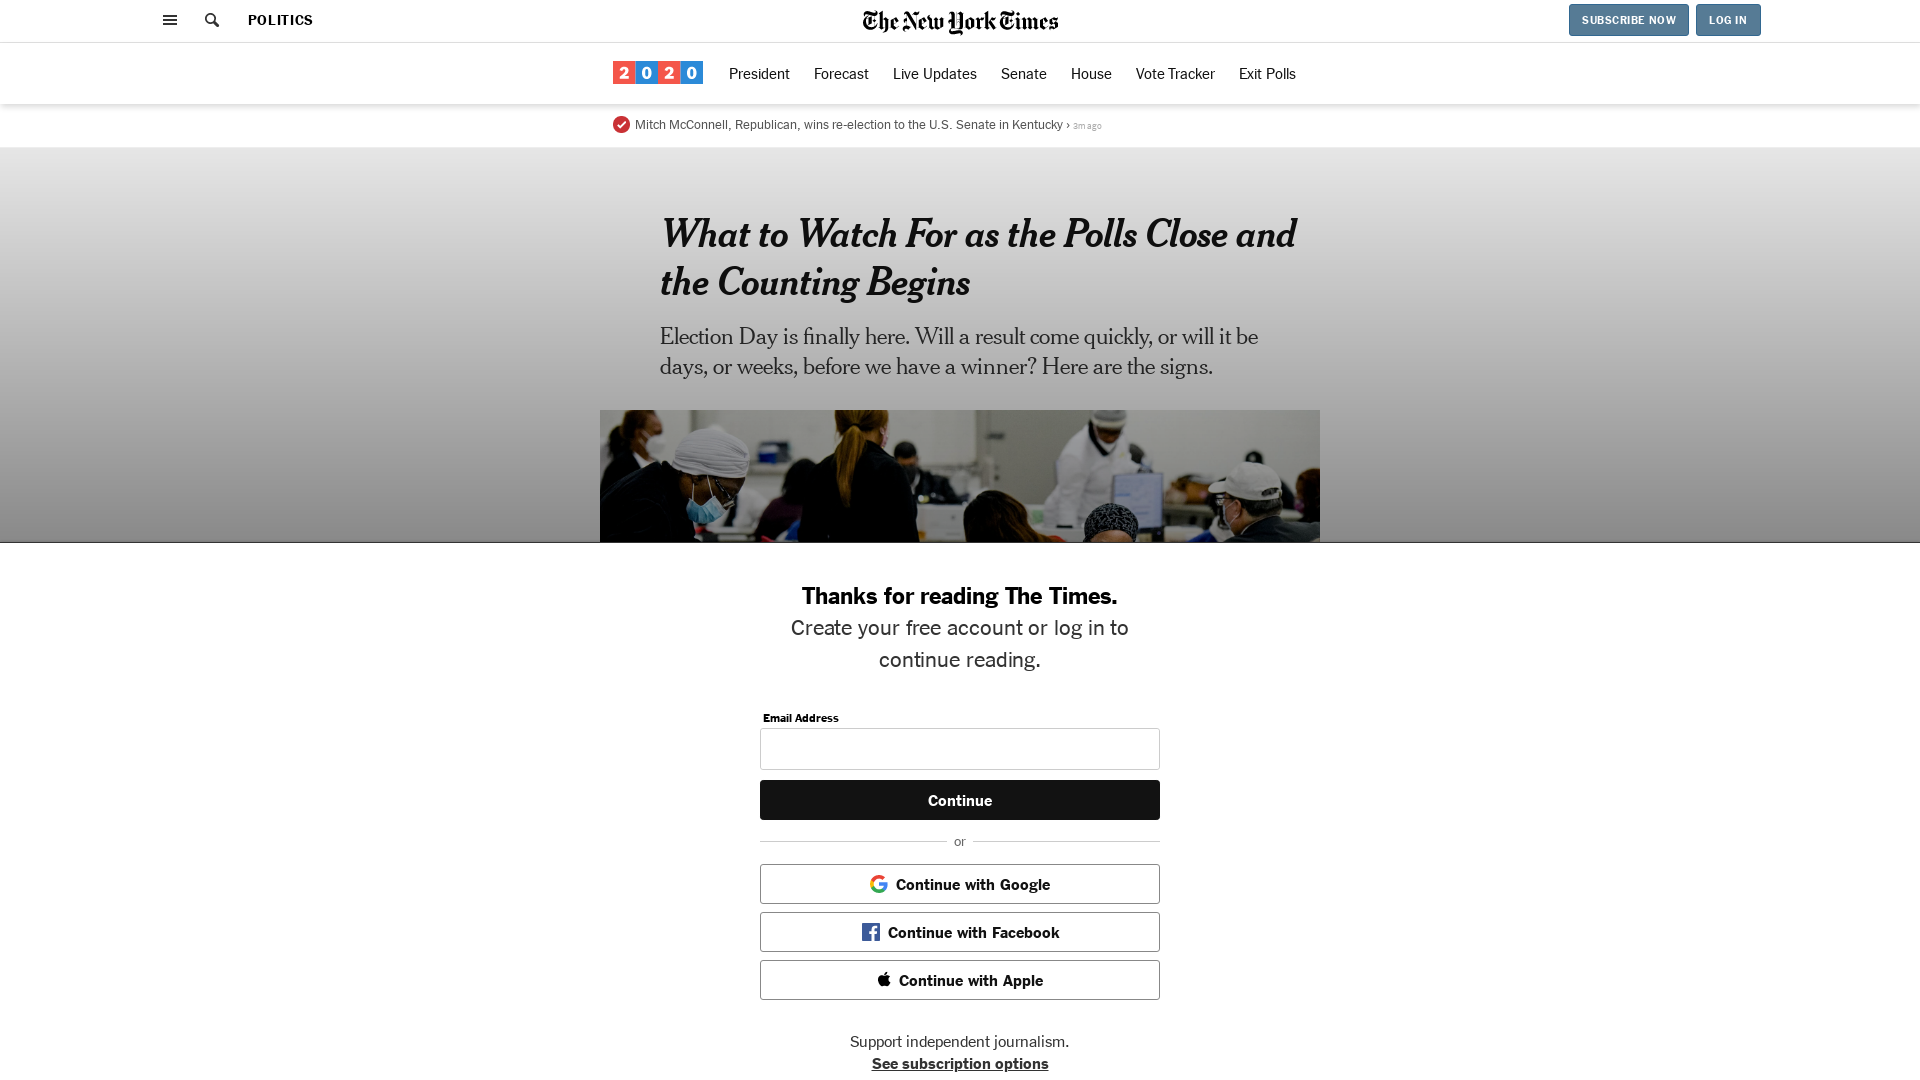 POLITICS
The New York Times
SUBSCRIBE NOW
LOG IN
2020
President
Forecast
Live Updates
Senate
House
Vote Tracker
Exit Polls
Mitch McConnell, Republican, wins re-election to the U.S. Senate in Kentucky › 3m ago
What to Watch For as the Polls Close and
the Counting Begins
Election Day is finally here. Will a result come quickly, or will it be
days, or weeks, before we have a winner? Here are the signs.
Thanks for reading The Times.
Create your free account or log in to
continue reading.
Email Address
Continue
or
Continue with Google
Continue with Facebook
Continue with Apple
Support independent journalism.
See subscription options